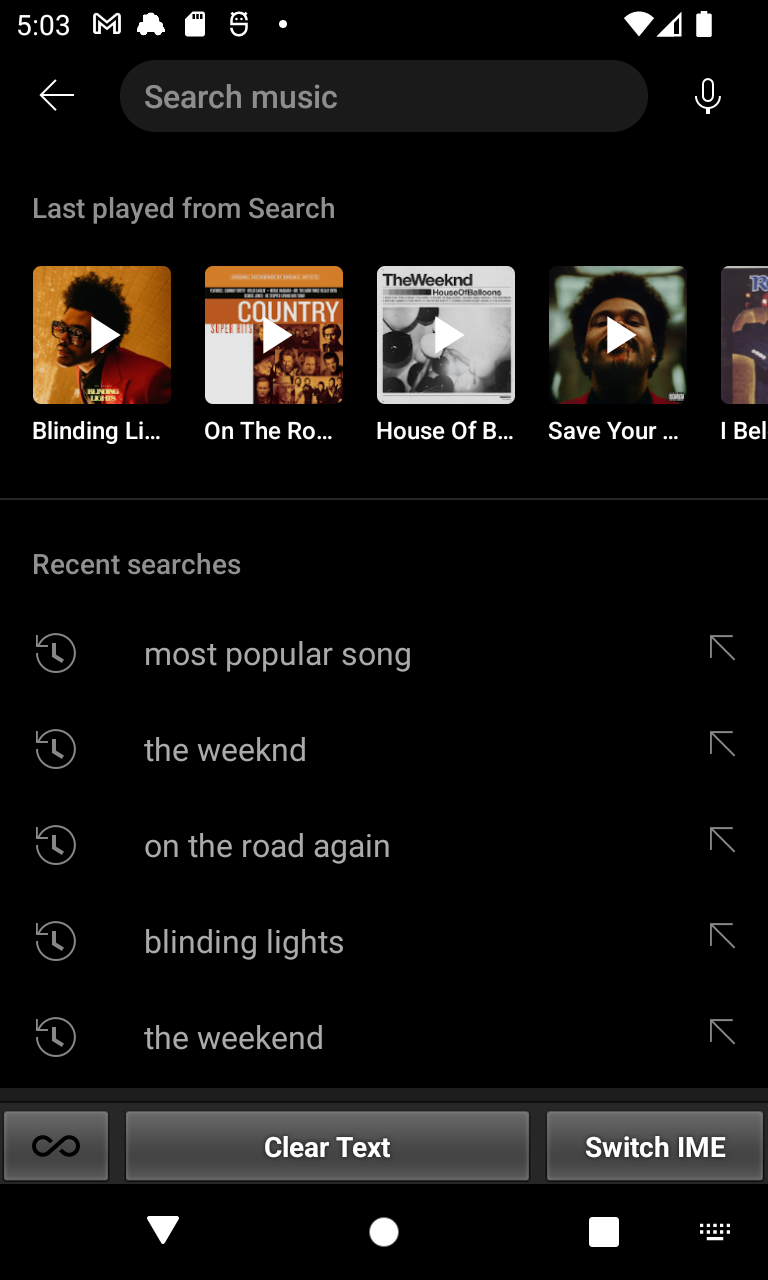 5:03
Search music
Last played from Search
COUNTRY
SUPER HITS
TheWeeknd
HouseOfBalloons
BLINDING
LIGHTS
Blinding Li…
On The Ro…
House Of B…
Save Your …
I Bel
Recent searches
most popular song
the weeknd
on the road again
blinding lights
the weekend
Clear Text
Switch IME